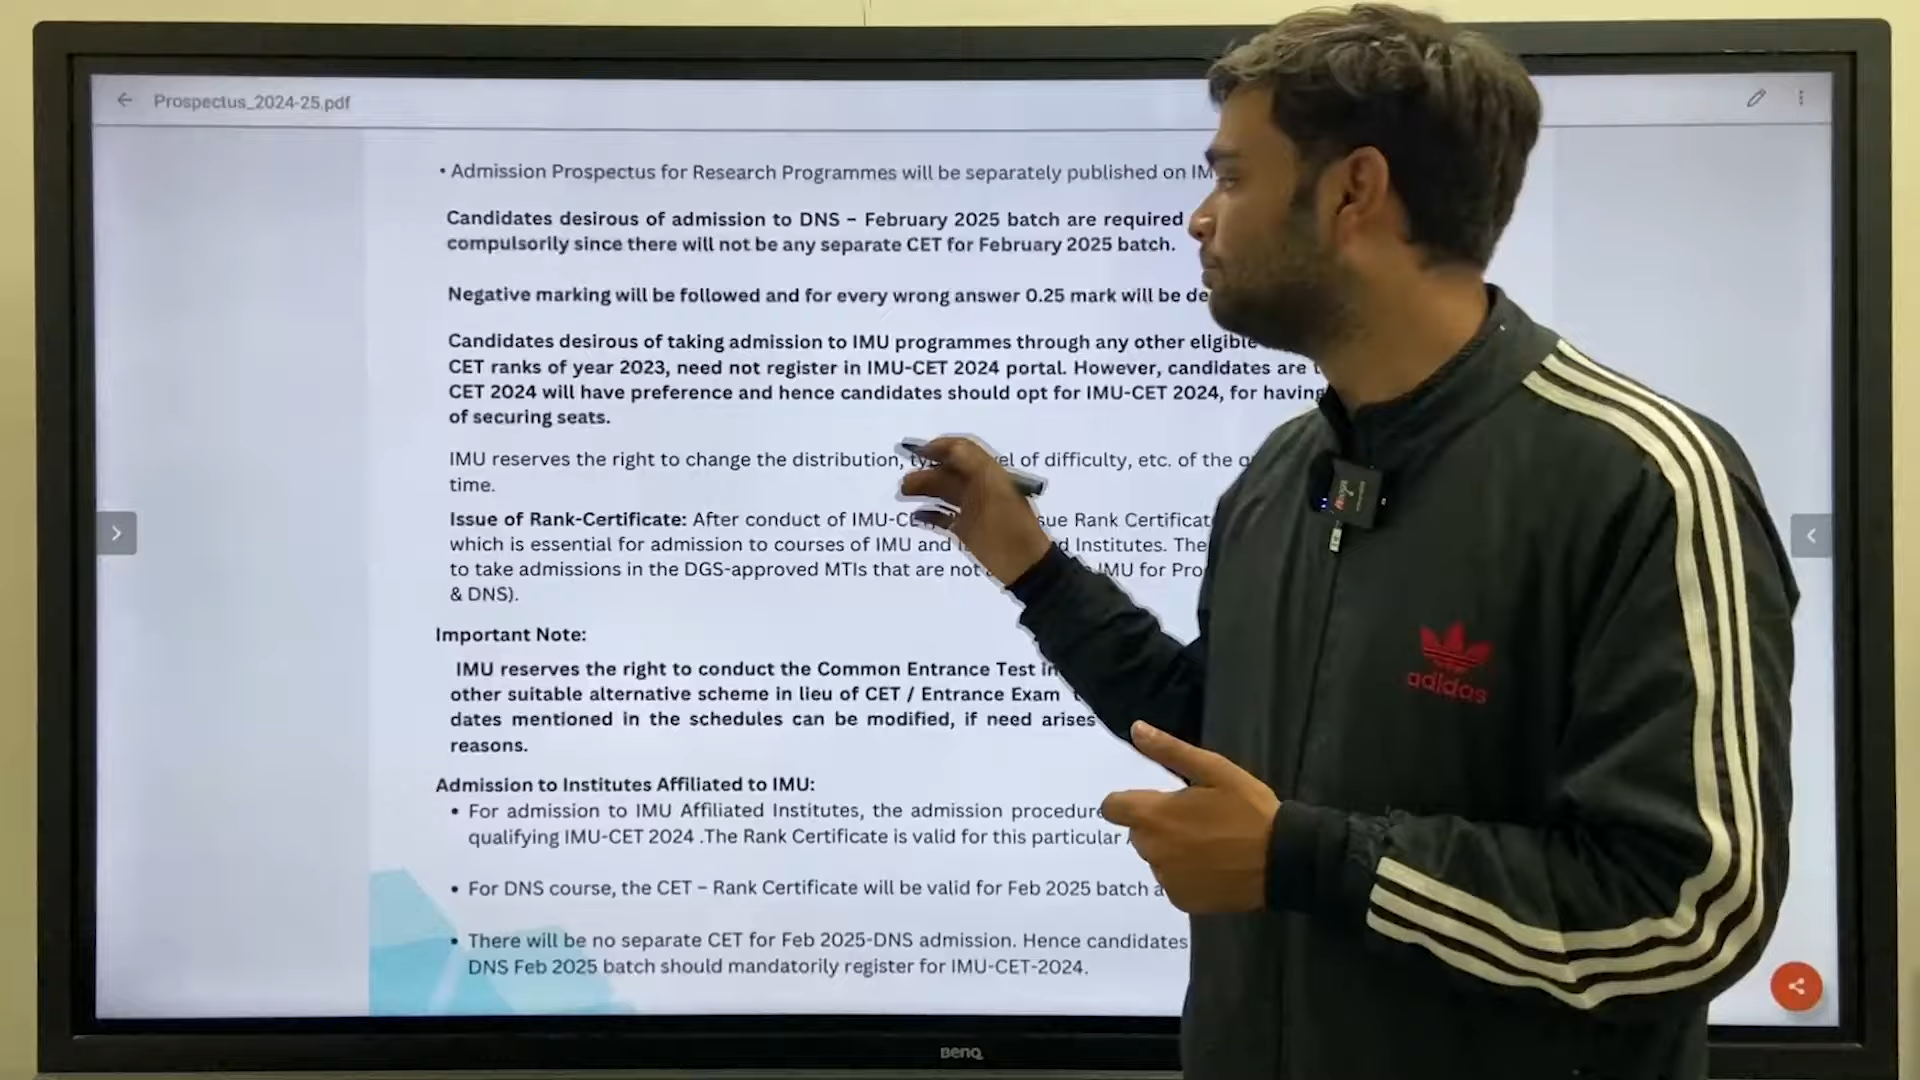 Prospectus_2024-25.pdf
• Admission Prospectus for Research Programmes will be separately published on
Candidates desirous of admission to DNS – February 2025 batch are required
compulsorily since there will not be any separate CET for February 2025 batch.
Negative marking will be followed and for every wrong answer 0.25 mark will be
Candidates desirous of taking admission to IMU programmes through any other eligible
CET ranks of year 2023, need not register in IMU-CET 2024 portal. However, candidates are
CET 2024 will have preference and hence candidates should opt for IMU-CET 2024, for having
of securing seats.
IMU reserves the right to change the distribution, of difficulty, etc. of the
time.
Issue of Rank-Certificate: After conduct of Rank
which is essential for admission to courses of IMU and Institutes. The
to take admissions in the DGS-approved MTIs that are not IMU for
& DNS).
Important Note:
IMU reserves the right to conduct the Common Entrance Test
other suitable alternative scheme in lieu of CET / Entrance Exam
dates mentioned in the schedules can be modified, if need arises
reasons.
Admission to Institutes Affiliated to IMU:
• For admission to IMU Affiliated Institutes, the admission procedure
qualifying IMU-CET 2024 .The Rank Certificate is valid for this particular
• For DNS course, the CET – Rank Certificate will be valid for Feb 2025 batch
• There will be no separate CET for Feb 2025-DNS admission. Hence candidates
DNS Feb 2025 batch should mandatorily register for IMU-CET-2024.
adidas
BenQ